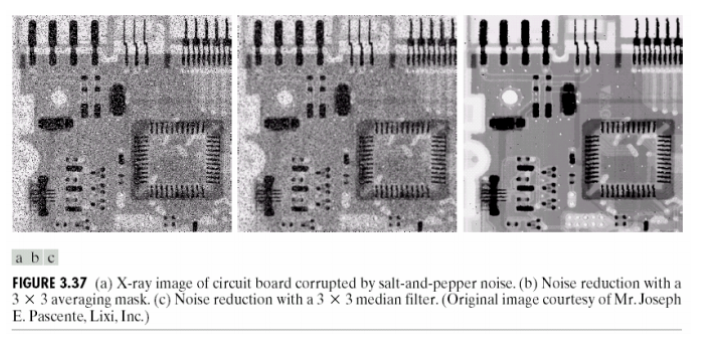 a b c
FIGURE 3.37 (a) X-ray image of circuit board corrupted by salt-and-pepper noise. (b) Noise reduction with a
3 × 3 averaging mask. (c) Noise reduction with a 3 × 3 median filter. (Original image courtesy of Mr. Joseph
E. Pascente, Lixi, Inc.)